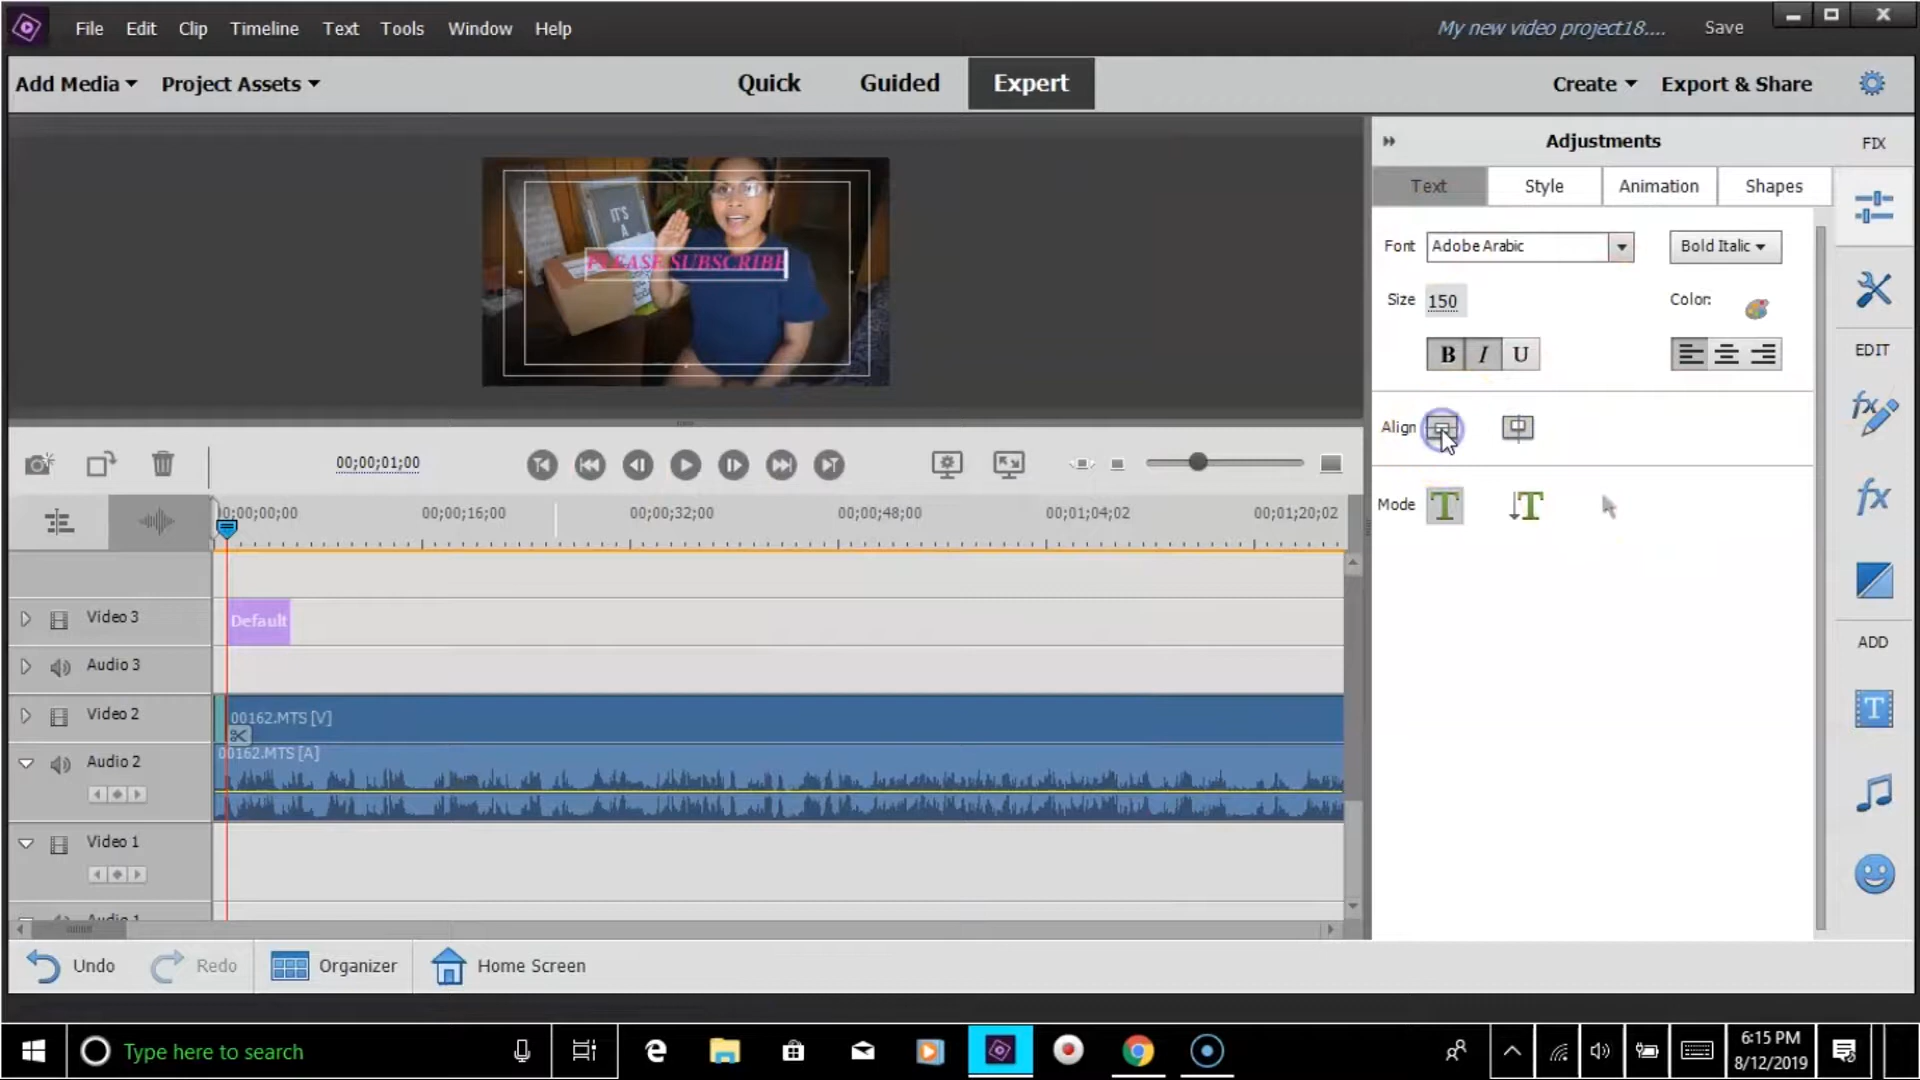 File Edit Clip Timeline Text Tools Window Help
My new video project18.... Save
Add Media Project Assets Quick Guided Expert Create Export & Share
Adjustments
FIX
Text Style Animation Shapes
IT'S
A
PLEASE SUBSCRIBE
Font Adobe Arabic Bold Italic
Size 150 Color:
B I U
EDIT
Align
00;00;01;00
Mode T T
00;00;16;00 00;00;32;00 00;00;48;00 00;01;04;02 00;01;20;02
Video 3 Default
Audio 3
ADD
Video 2 00162.MTS [V]
Audio 2 00162.MTS [A]
Video 1
Audio 1
Undo Redo Organizer Home Screen
Type here to search
6:15 PM
8/12/2019